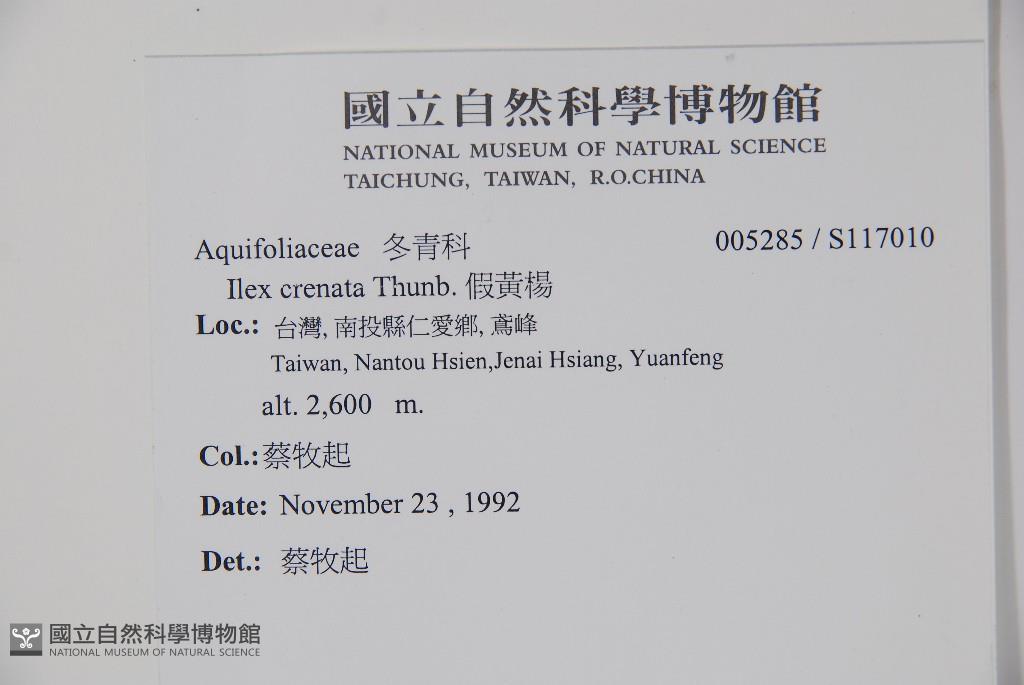 國立自然科學博物館
NATIONAL MUSEUM OF NATURAL SCIENCE
TAICHUNG, TAIWAN, R.O.CHINA
Aquifoliaceae 冬青科 005285 / S117010
Ilex crenata Thunb. 假黃楊
Loc.: 台灣, 南投縣仁愛鄉, 鳶峰
Taiwan, Nantou Hsien,Jenai Hsiang, Yuanfeng
alt. 2,600 m.
Col.:蔡牧起
Date: November 23 , 1992
Det.: 蔡牧起
國立自然科學博物館
NATIONAL MUSEUM OF NATURAL SCIENCE